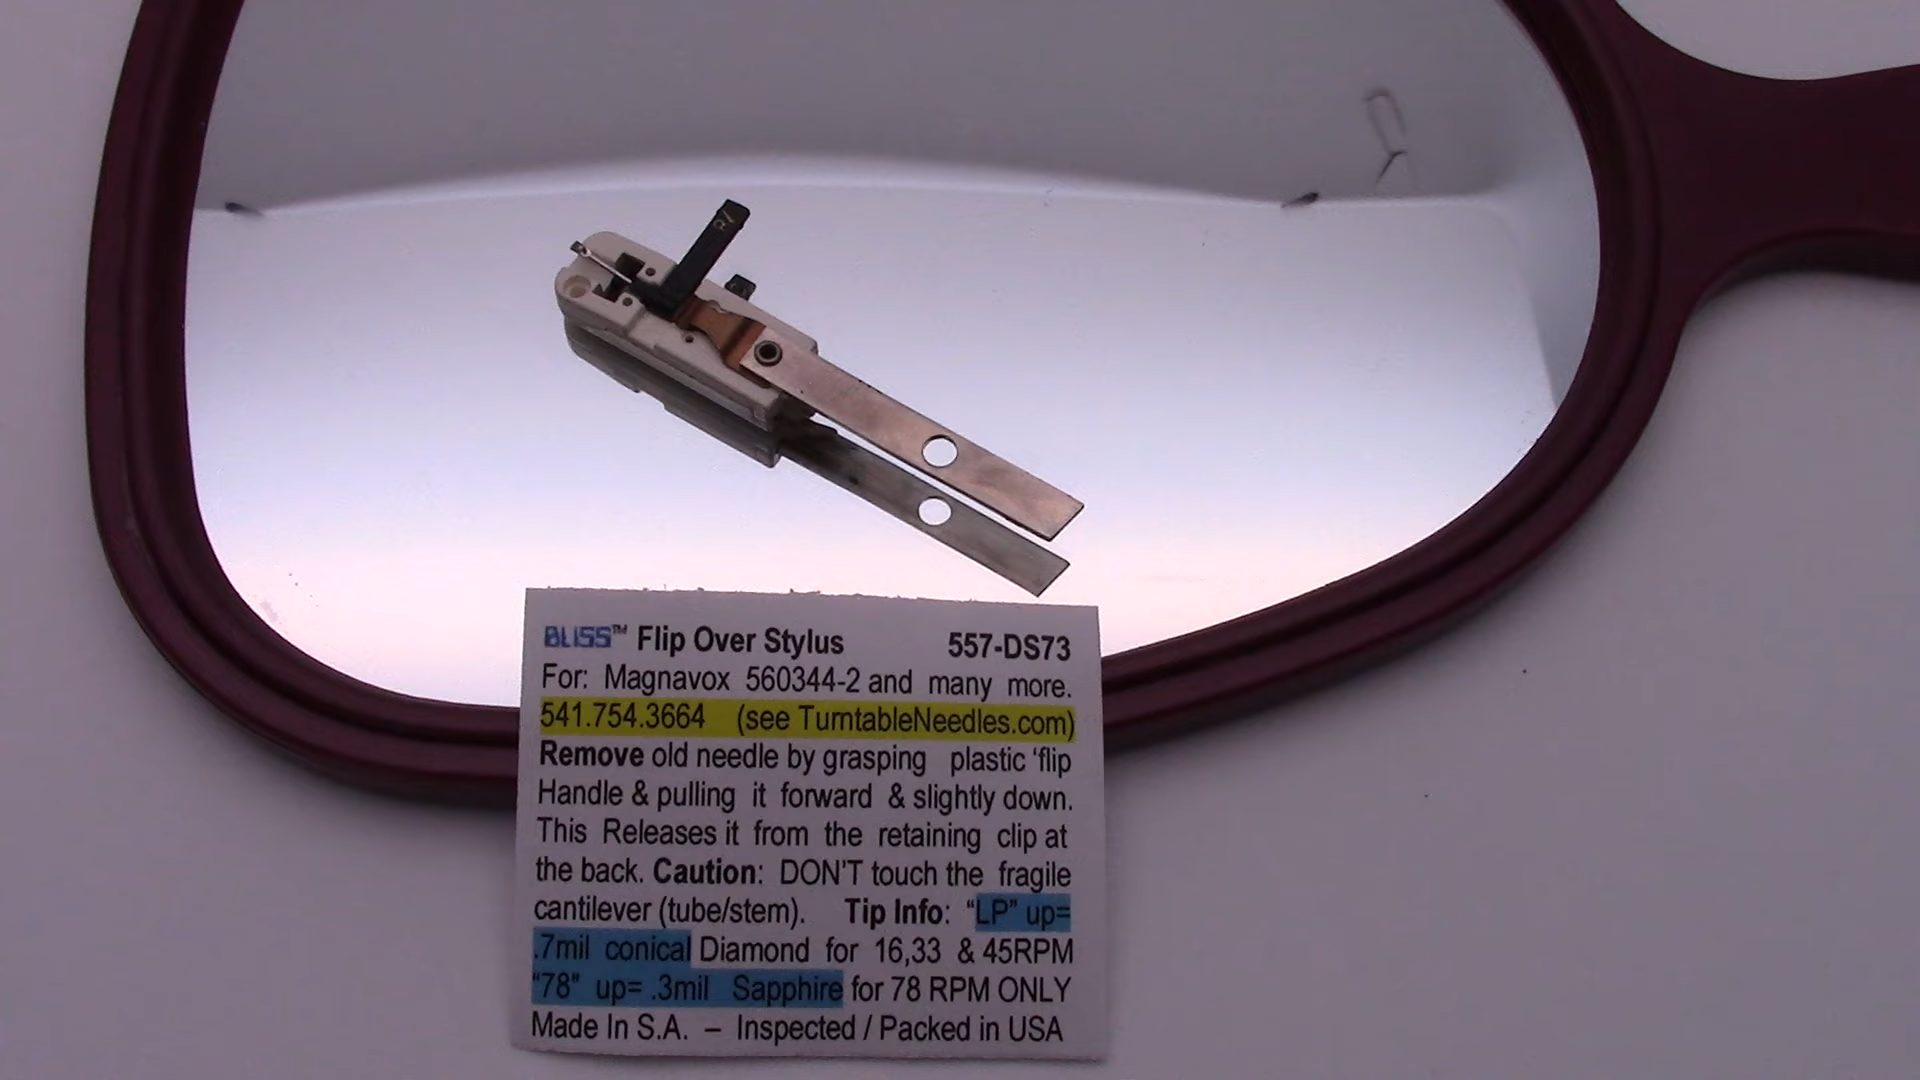 BLISS™ Flip Over Stylus 557-DS73
For: Magnavox 560344-2 and many more.
541.754.3664 (see TurntableNeedles.com)
Remove old needle by grasping plastic ‘flip
Handle & pulling it forward & slightly down.
This Releases it from the retaining clip at
the back. Caution: DON'T touch the fragile
cantilever (tube/stem). Tip Info: “LP” up=
.7mil conical Diamond for 16,33 & 45RPM
“78” up= .3mil Sapphire for 78 RPM ONLY
Made In S.A. – Inspected / Packed in USA